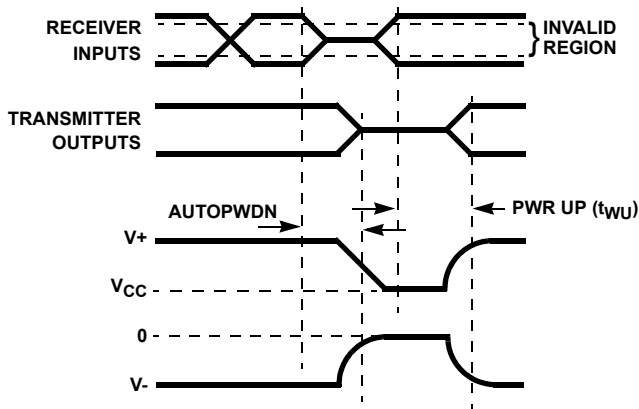 RECEIVER
INPUTS
} INVALID
REGION
TRANSMITTER
OUTPUTS
AUTOPWDN
PWR UP (tWU)
V+
VCC
0
V-